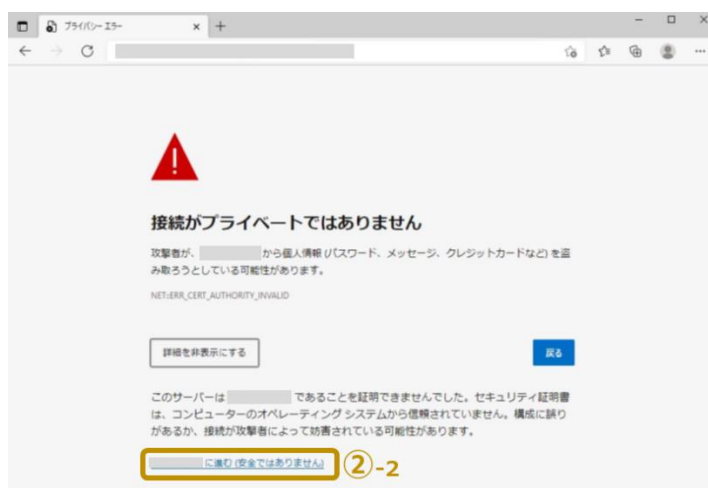 プライバシー エラー
接続がプライベートではありません
攻撃者が、 から個人情報 (パスワード、メッセージ、クレジットカードなど) を盗
み取ろうとしている可能性があります。
NET::ERR_CERT_AUTHORITY_INVALID
詳細を非表示にする
戻る
このサーバーは であることを証明できませんでした。セキュリティ証明書
は、コンピューターのオペレーティング システムから信頼されていません。構成に誤り
があるか、接続が攻撃者によって妨害されている可能性があります。
に進む (安全ではありません)
②-2